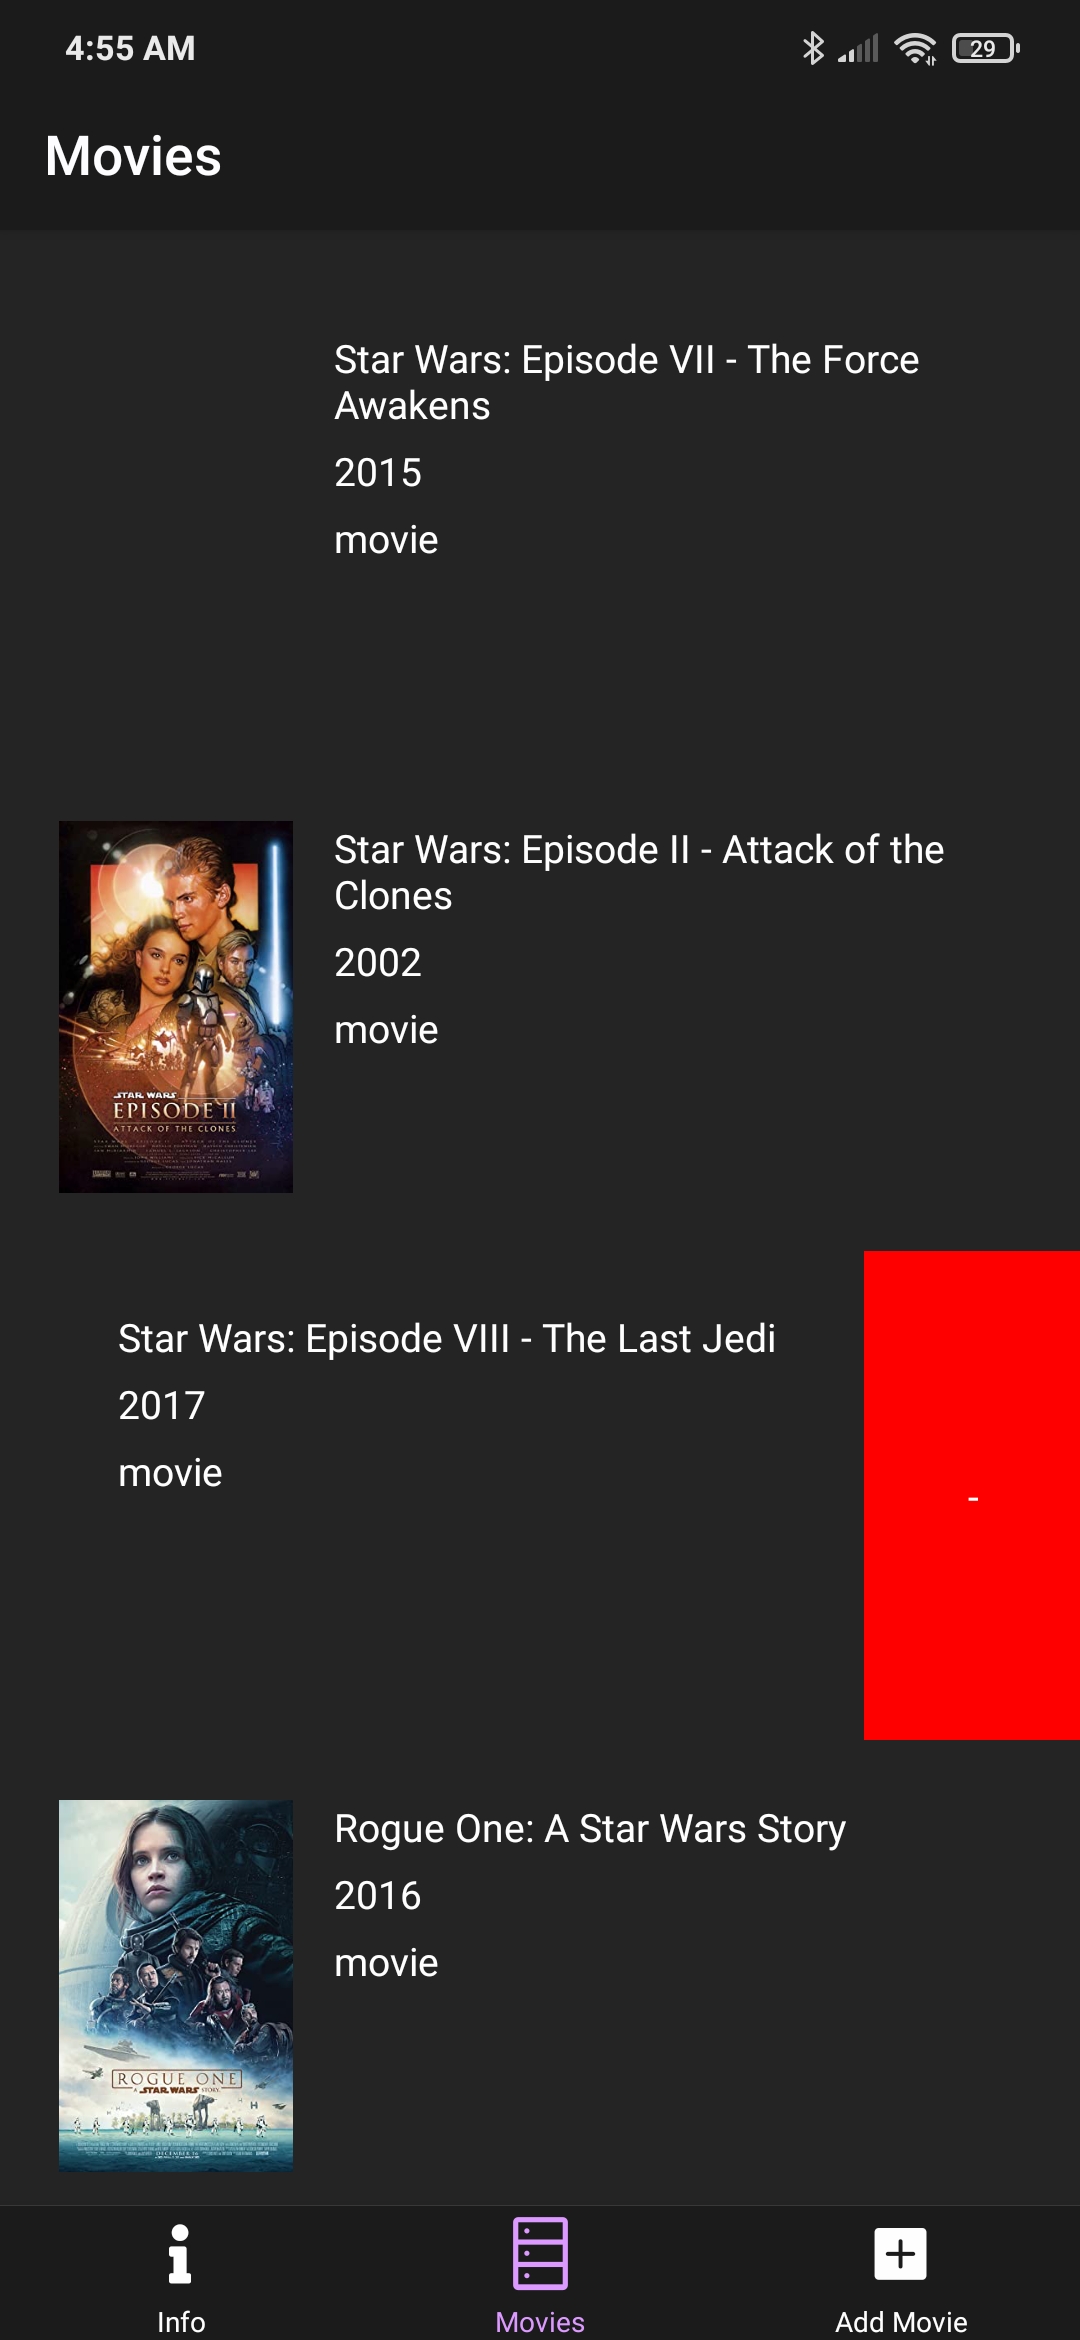 4:55 AM
29
Movies
Star Wars: Episode VII - The Force
Awakens
2015
movie
Star Wars: Episode II - Attack of the
Clones
2002
movie
STAR WARS
EPISODE II
ATTACK OF THE CLONES
Star Wars: Episode VIII - The Last Jedi
2017
movie
-
Rogue One: A Star Wars Story
2016
movie
ROGUE ONE
A STAR WARS STORY
DECEMBER 16
Info
Movies
Add Movie